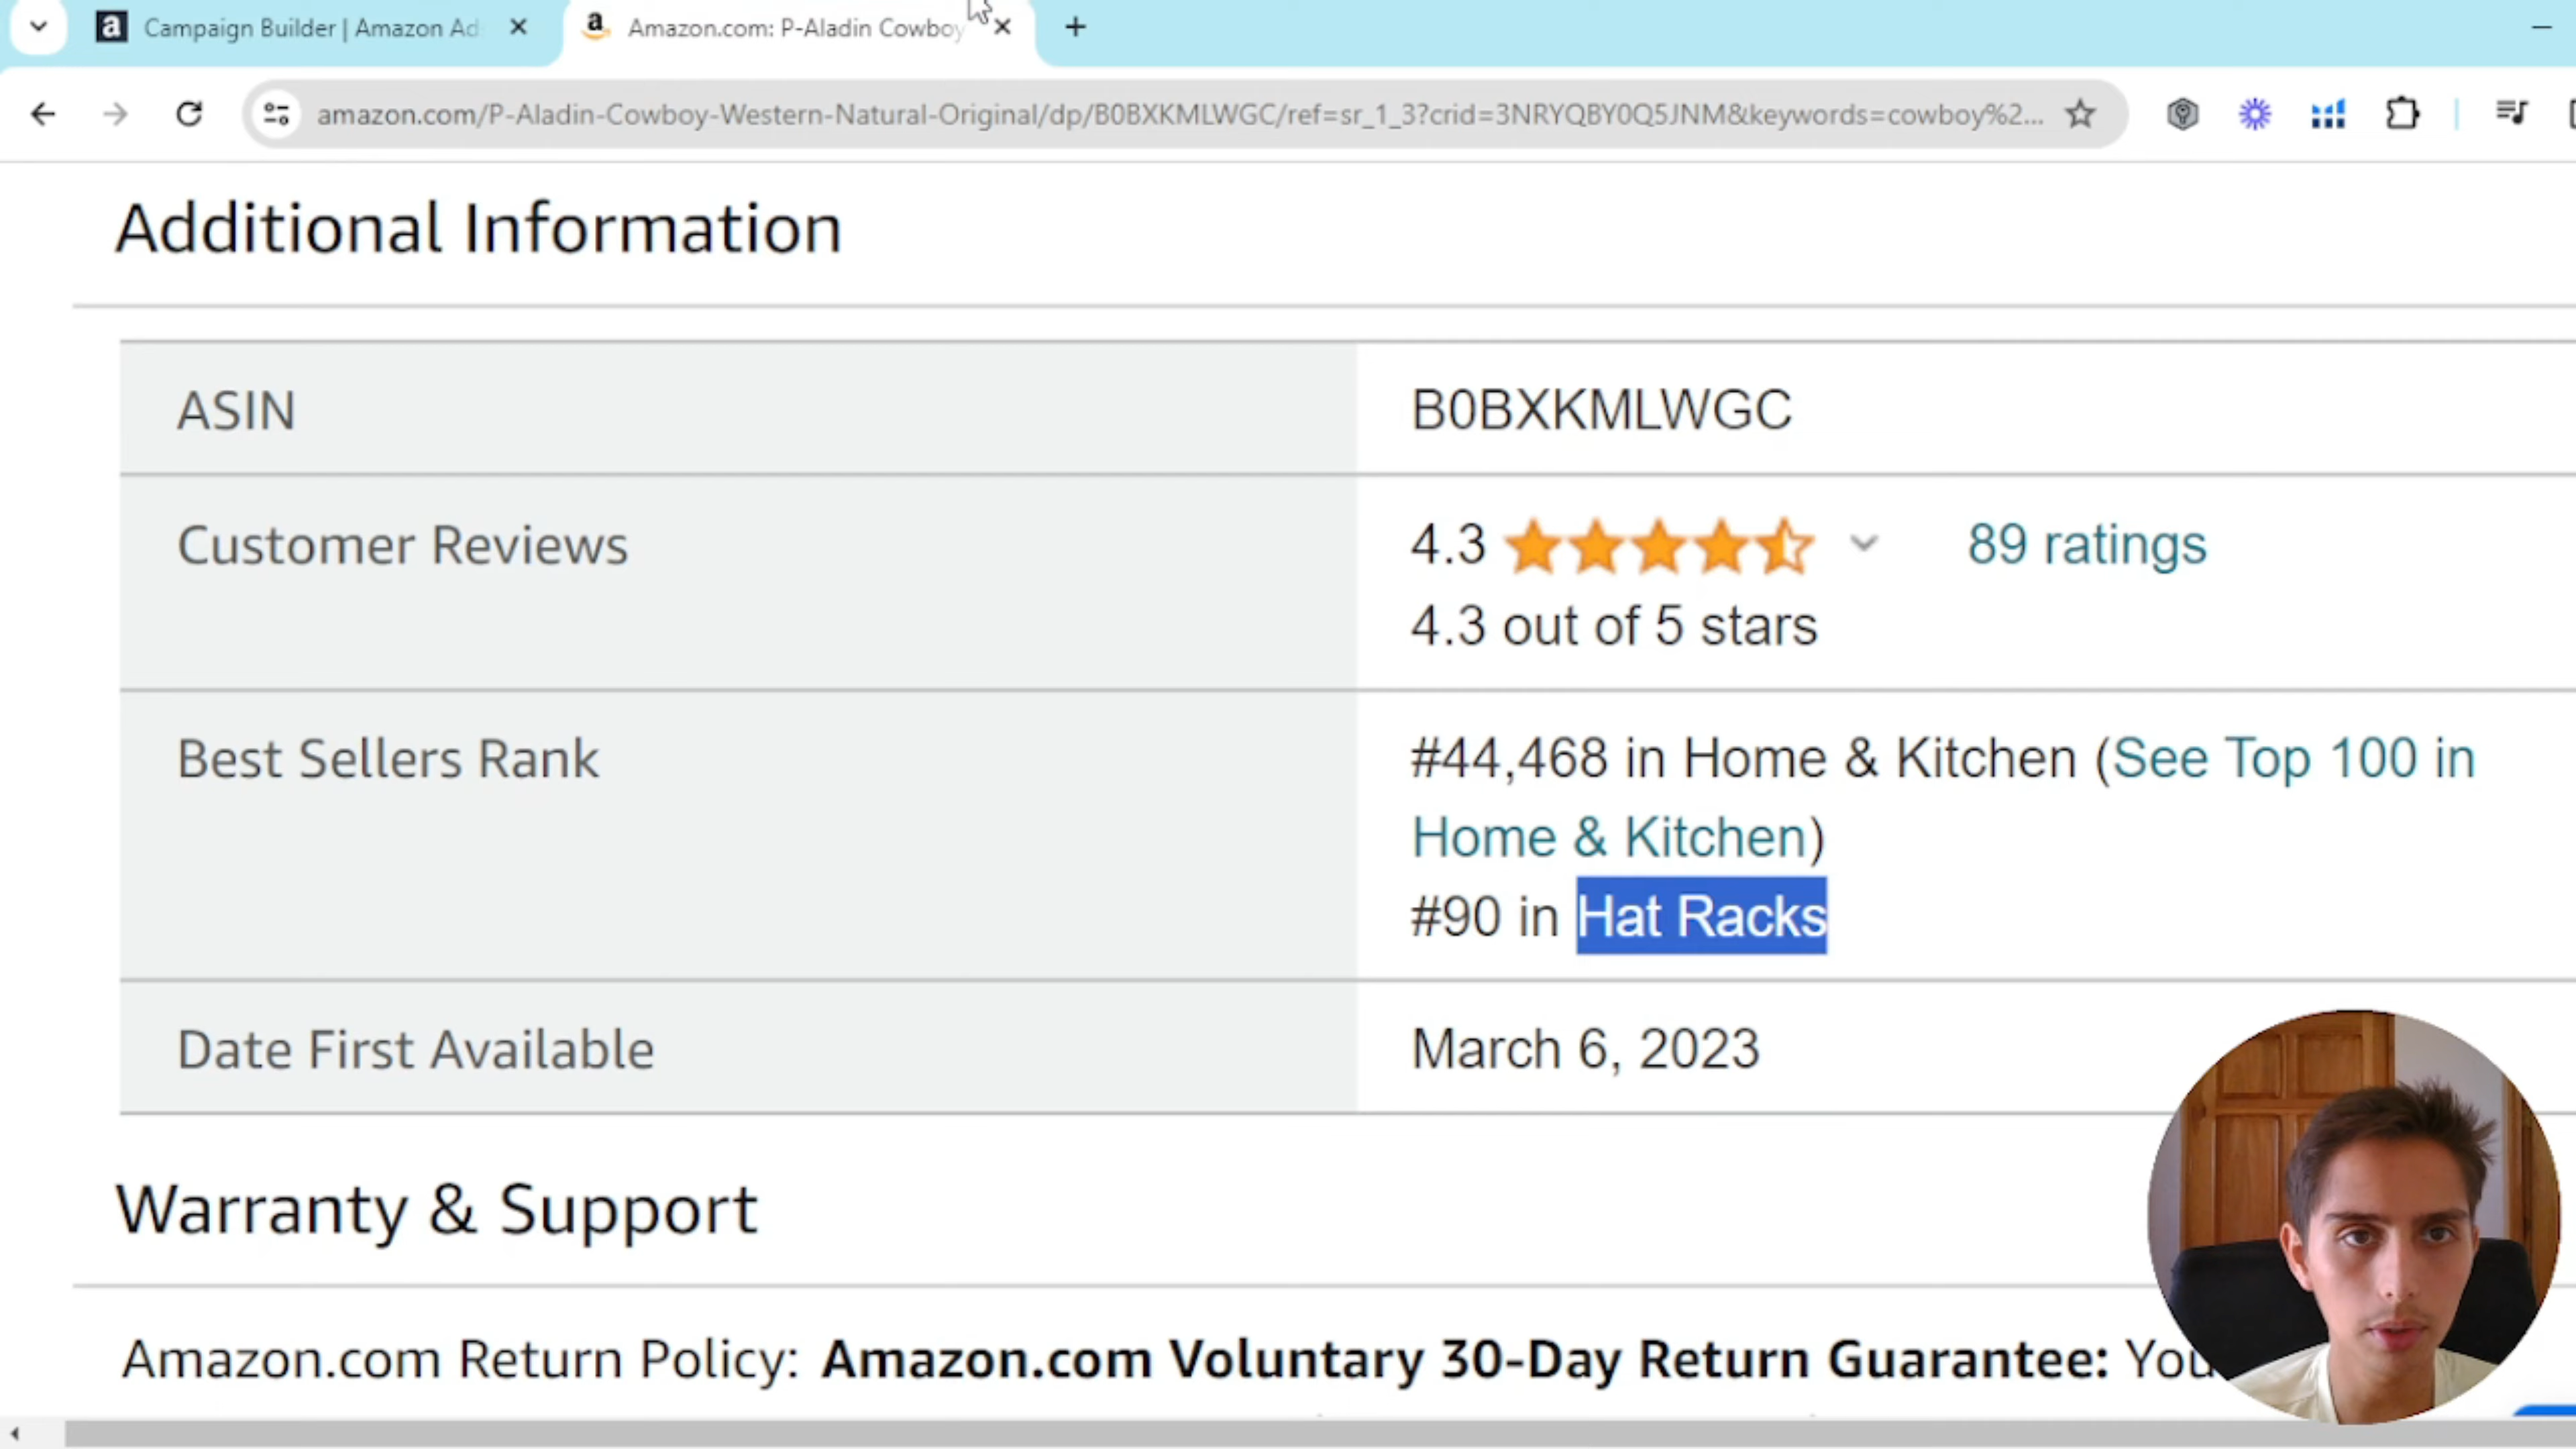 Campaign Builder | Amazon Ad
Amazon.com: P-Aladin Cowboy
amazon.com/P-Aladin-Cowboy-Western-Natural-Original/dp/B0BXKMLWGC/ref=sr_1_3?crid=3NRYQBY0Q5JNM&keywords=cowboy%2...
Additional Information
ASIN
B0BXKMLWGC
Customer Reviews
4.3
89 ratings
4.3 out of 5 stars
Best Sellers Rank
#44,468 in Home & Kitchen (See Top 100 in
Home & Kitchen)
#90 in Hat Racks
Date First Available
March 6, 2023
Warranty & Support
Amazon.com Return Policy: Amazon.com Voluntary 30-Day Return Guarantee: You